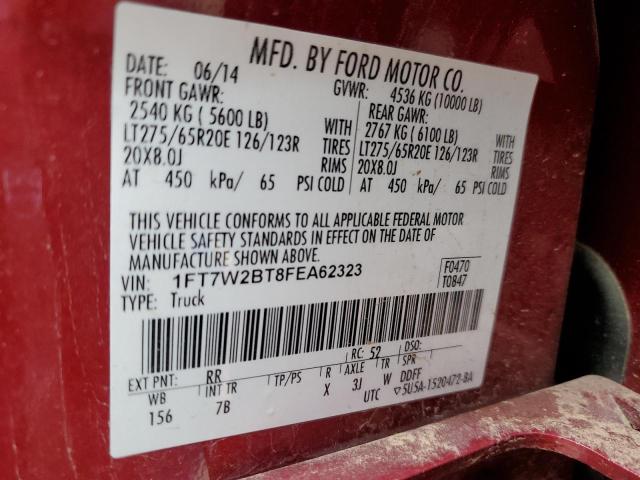 MFD. BY FORD MOTOR CO.
DATE: 06/14 GVWR: 4536 KG (10000 LB)
FRONT GAWR: REAR GAWR:
2540 KG ( 5600 LB) WITH 2767 KG ( 6100 LB) WITH
LT275/65R20E 126/123R TIRES LT275/65R20E 126/123R TIRES
20X8.0J RIMS 20X8.0J RIMS
AT 450 kPa/ 65 PSI COLD AT 450 kPa/ 65 PSI COLD
THIS VEHICLE CONFORMS TO ALL APPLICABLE FEDERAL MOTOR
VEHICLE SAFETY STANDARDS IN EFFECT ON THE DATE OF
MANUFACTURE SHOWN ABOVE.
VIN: 1FT7W2BT8FEA62323 F0470
TYPE: Truck T0847
EXT PNT: RR RC: 52 DSO:
WB INT TR TP/PS R AXLE TR SPR
156 7B X 3J W DDFF
UTC ▽5U5A-1520472-BA